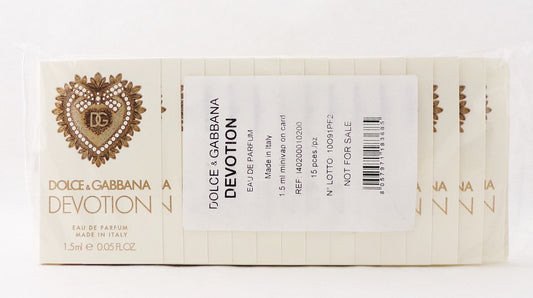 DG
DOLCE & GABBANA
DEVOTION
EAU DE PARFUM
MADE IN ITALY
1.5ml e 0.05 FL.OZ.
DOLCE & GABBANA
DEVOTION
EAU DE PARFUM
Made in Italy
1.5 ml minivap on card
REF I40200010200
15 pces /pz
N° LOTTO 10091PF2
NOT FOR SALE